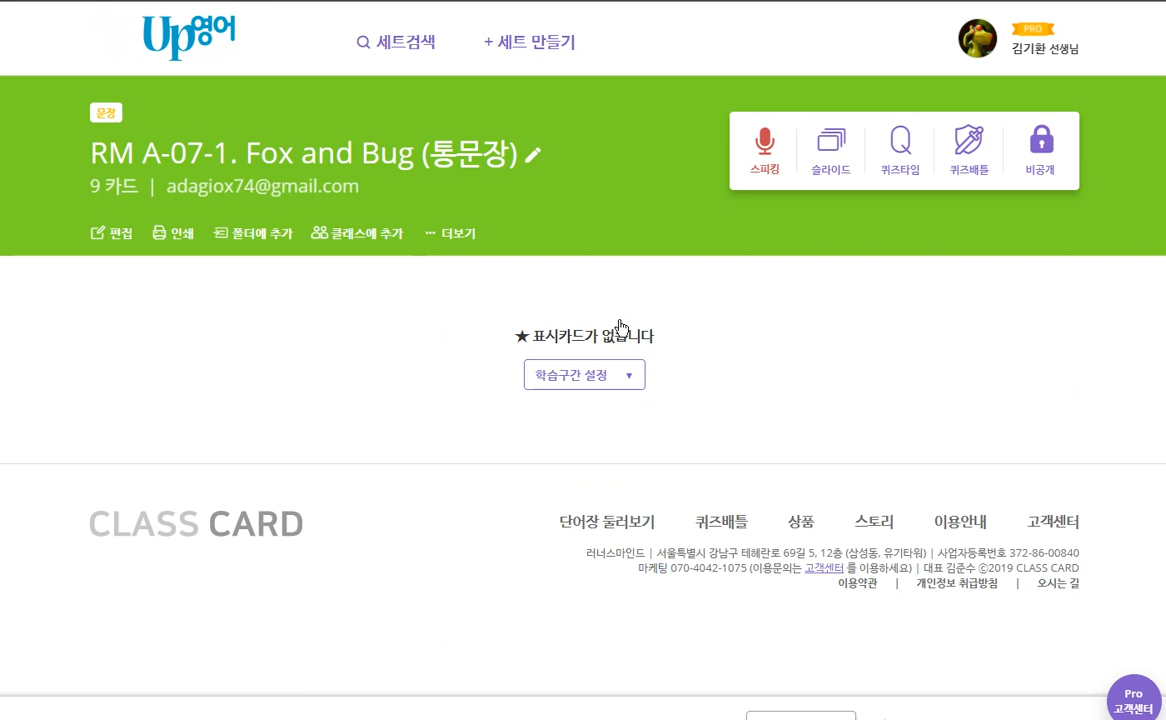 Up영어
세트검색
+ 세트 만들기
PRO
김기환 선생님
문장
RM A-07-1. Fox and Bug (통문장)
9 카드 | adagiox74@gmail.com
스피킹
슬라이드
퀴즈타임
퀴즈배틀
비공개
편집
인쇄
폴더에 추가
클래스에 추가
··· 더보기
★ 표시카드가 없습니다
학습구간 설정 ▼
CLASS CARD
단어장 둘러보기
퀴즈배틀
상품
스토리
이용안내
고객센터
러너스마인드 | 서울특별시 강남구 테헤란로 69길 5, 12층 (삼성동, 유기타워) | 사업자등록번호 372-86-00840
마케팅 070-4042-1075 (이용문의는 고객센터 를 이용하세요) | 대표 김준수 ⓒ2019 CLASS CARD
이용약관 | 개인정보 취급방침 | 오시는 길
Pro
고객센터